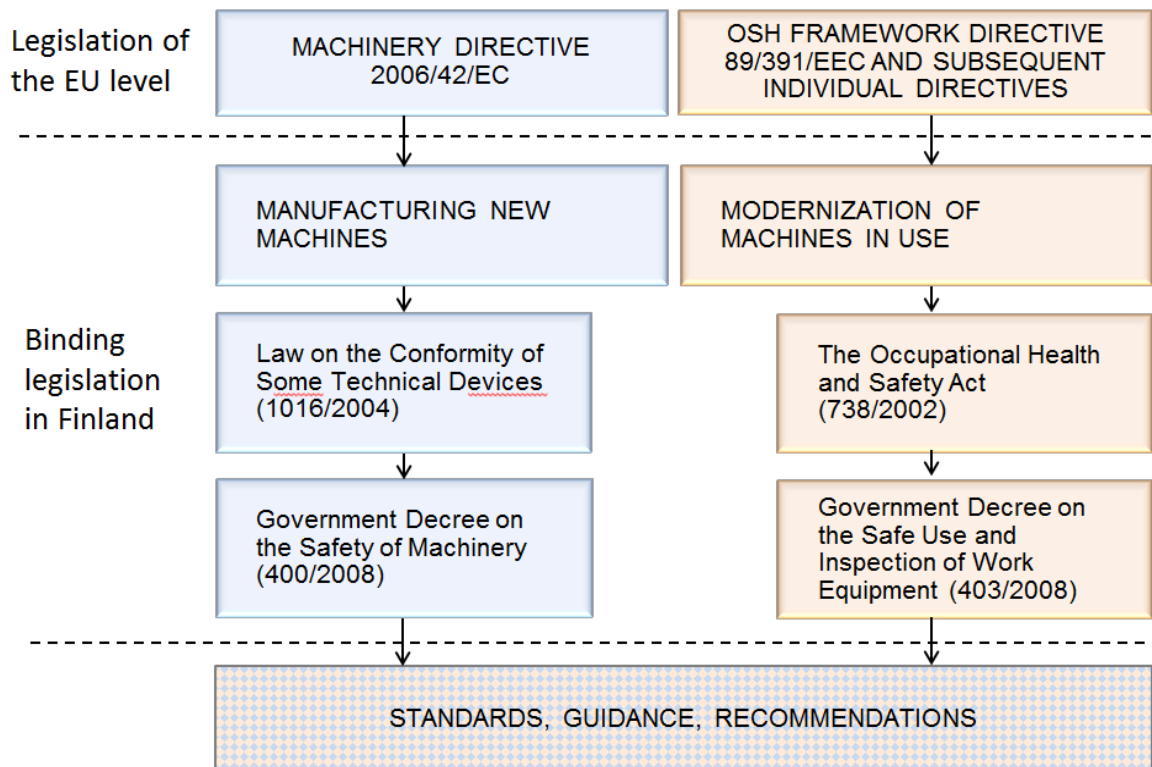 Legislation of
the EU level
MACHINERY DIRECTIVE
2006/42/EC
OSH FRAMEWORK DIRECTIVE
89/391/EEC AND SUBSEQUENT
INDIVIDUAL DIRECTIVES
MANUFACTURING NEW
MACHINES
MODERNIZATION OF
MACHINES IN USE
Binding
legislation
in Finland
Law on the Conformity of
Some Technical Devices
(1016/2004)
The Occupational Health
and Safety Act
(738/2002)
Government Decree on
the Safety of Machinery
(400/2008)
Government Decree on
the Safe Use and
Inspection of Work
Equipment (403/2008)
STANDARDS, GUIDANCE, RECOMMENDATIONS